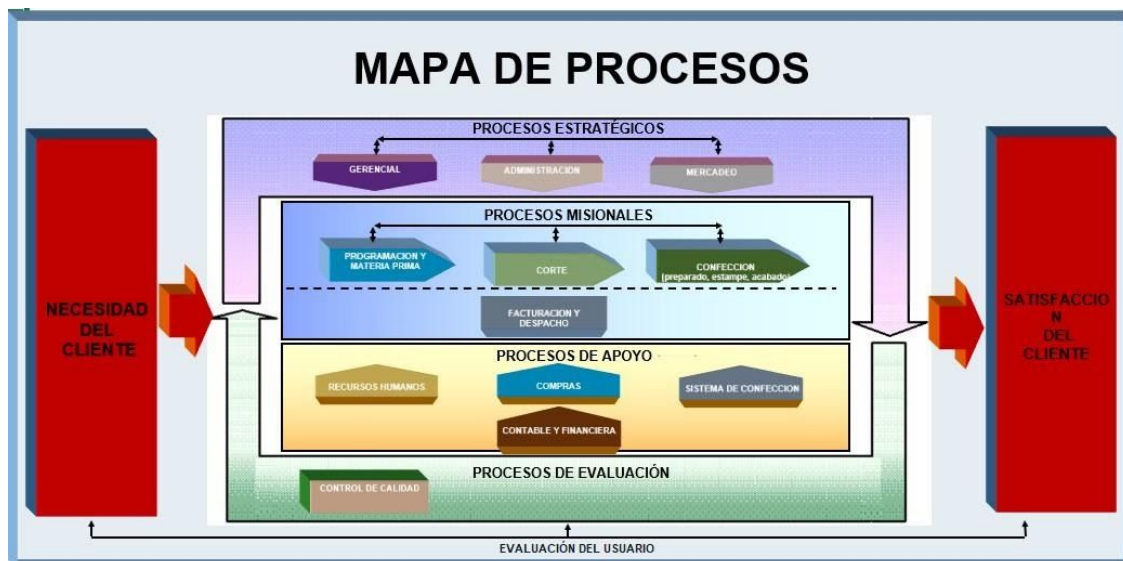 MAPA DE PROCESOS
NECESIDAD
DEL
CLIENTE
PROCESOS ESTRATÉGICOS
GERENCIAL
ADMINISTRACION
MERCADEO
PROCESOS MISIONALES
PROGRAMACION Y
MATERIA PRIMA
CORTE
CONFECCION
(preparado, estampe, acabado)
FACTURACION Y
DESPACHO
PROCESOS DE APOYO
RECURSOS HUMANOS
COMPRAS
SISTEMA DE CONFECCION
CONTABLE Y FINANCIERA
PROCESOS DE EVALUACIÓN
CONTROL DE CALIDAD
SATISFACCIO
N
DEL
CLIENTE
EVALUACIÓN DEL USUARIO